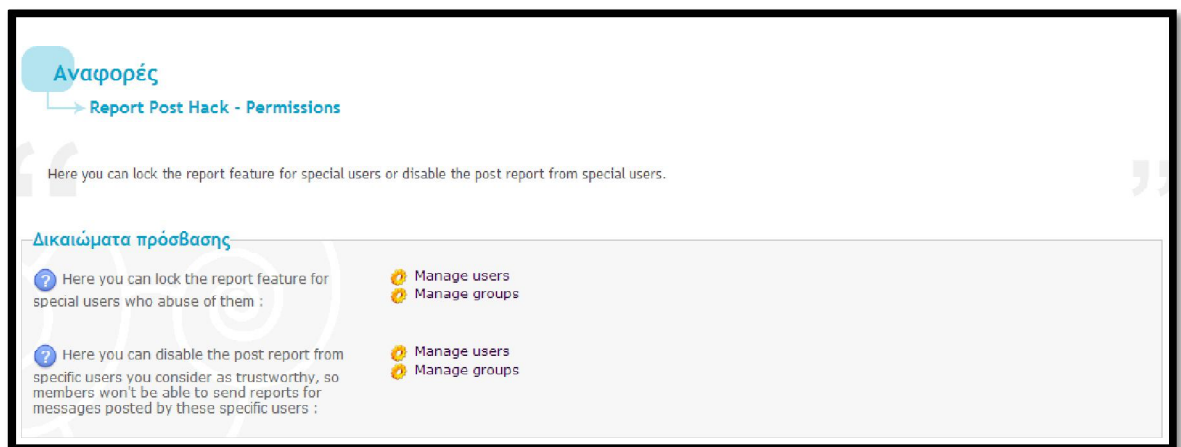 Αναφορές
Report Post Hack - Permissions
Here you can lock the report feature for special users or disable the post report from special users.
Δικαιώματα πρόσβασης
Here you can lock the report feature for
special users who abuse of them :
Manage users
Manage groups
Here you can disable the post report from
specific users you consider as trustworthy, so
members won't be able to send reports for
messages posted by these specific users :
Manage users
Manage groups